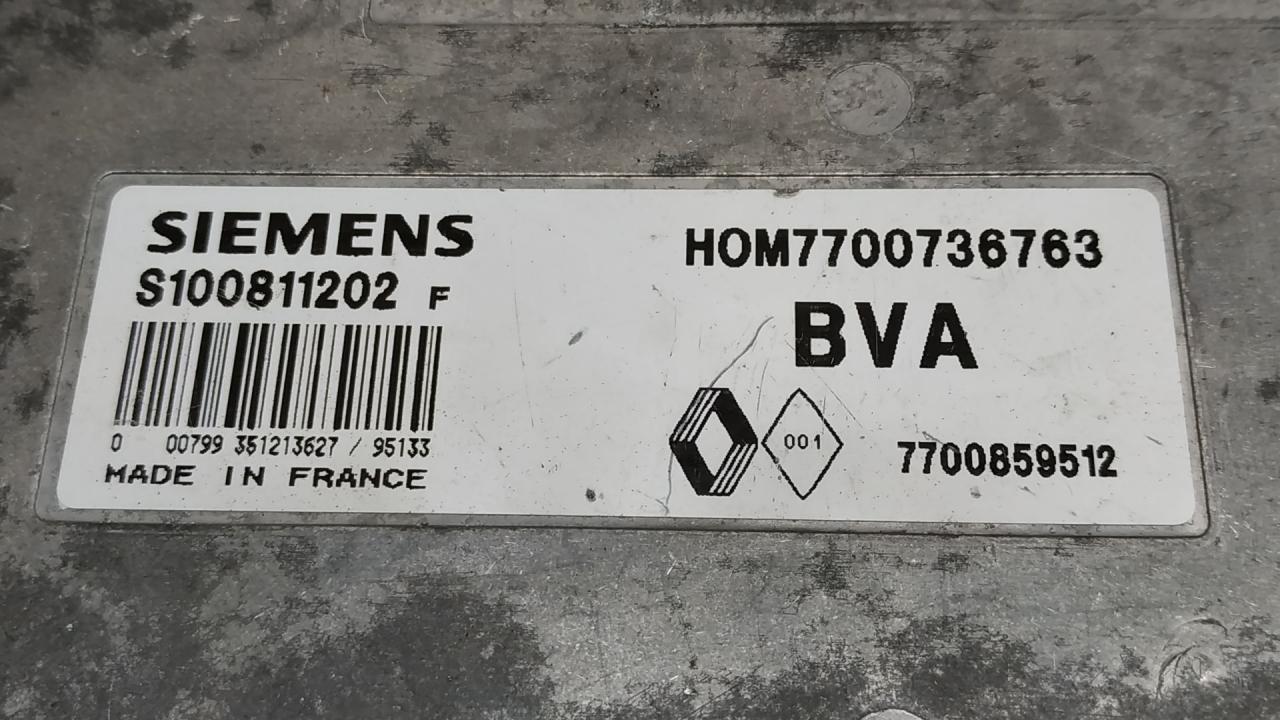 SIEMENS
S100811202 F
0 00799 351213627 / 95133
MADE IN FRANCE
HOM7700736763
BVA
001
7700859512